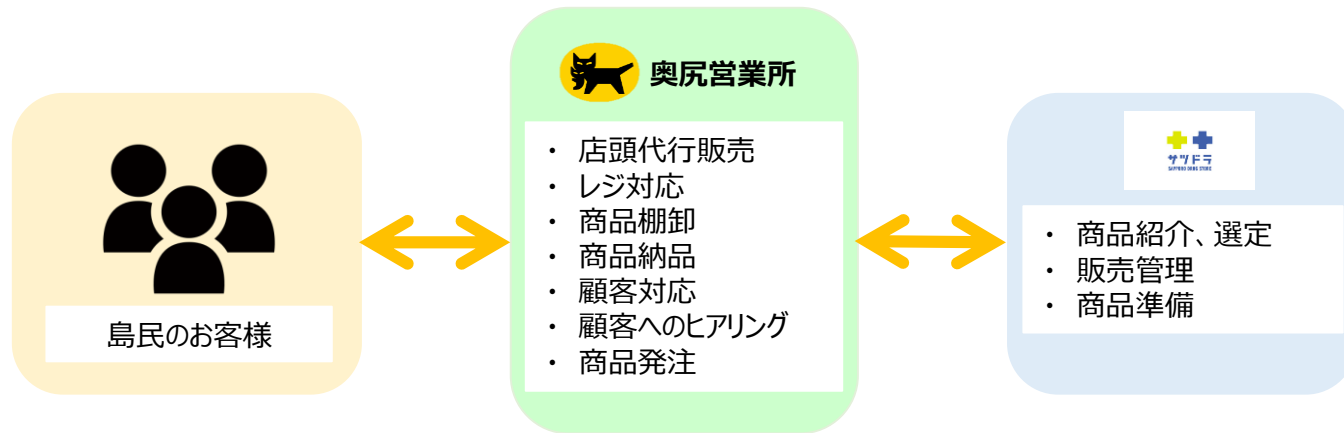 奥尻営業所
・ 店頭代行販売
・ レジ対応
・ 商品棚卸
・ 商品納品
・ 顧客対応
・ 顧客へのヒアリング
・ 商品発注
島民のお客様
サツドラ
SAPPORO DRUG STORE
・ 商品紹介、選定
・ 販売管理
・ 商品準備